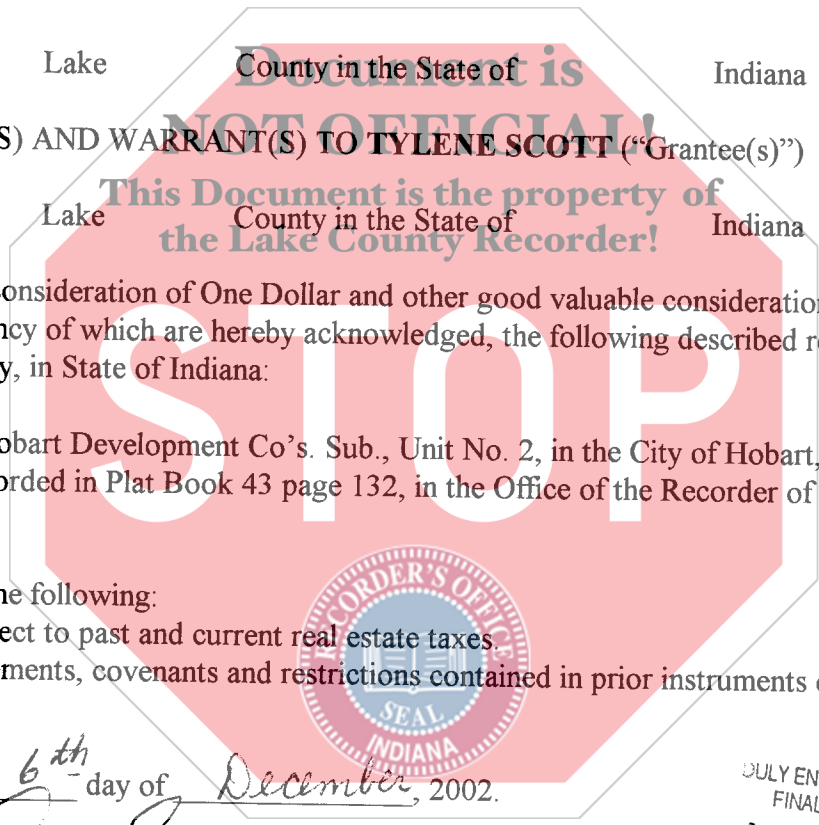 Document is
Lake County in the State of Indiana
NOT OFFICIAL!
S) AND WARRANT(S) TO TYLENE SCOTT (“Grantee(s)”)
This Document is the property of
Lake County in the State of Indiana
the Lake County Recorder!
onsideration of One Dollar and other good valuable consideration
ncy of which are hereby acknowledged, the following described
y, in State of Indiana:
STOP
obart Development Co’s. Sub., Unit No. 2, in the City of Hobart,
orded in Plat Book 43 page 132, in the Office of the Recorder of
he following:
ect to past and current real estate taxes.
ments, covenants and restrictions contained in prior instruments
RECORDER'S OFFICE
SEAL
INDIANA
6th day of December, 2002.
DULY EN
FINAL